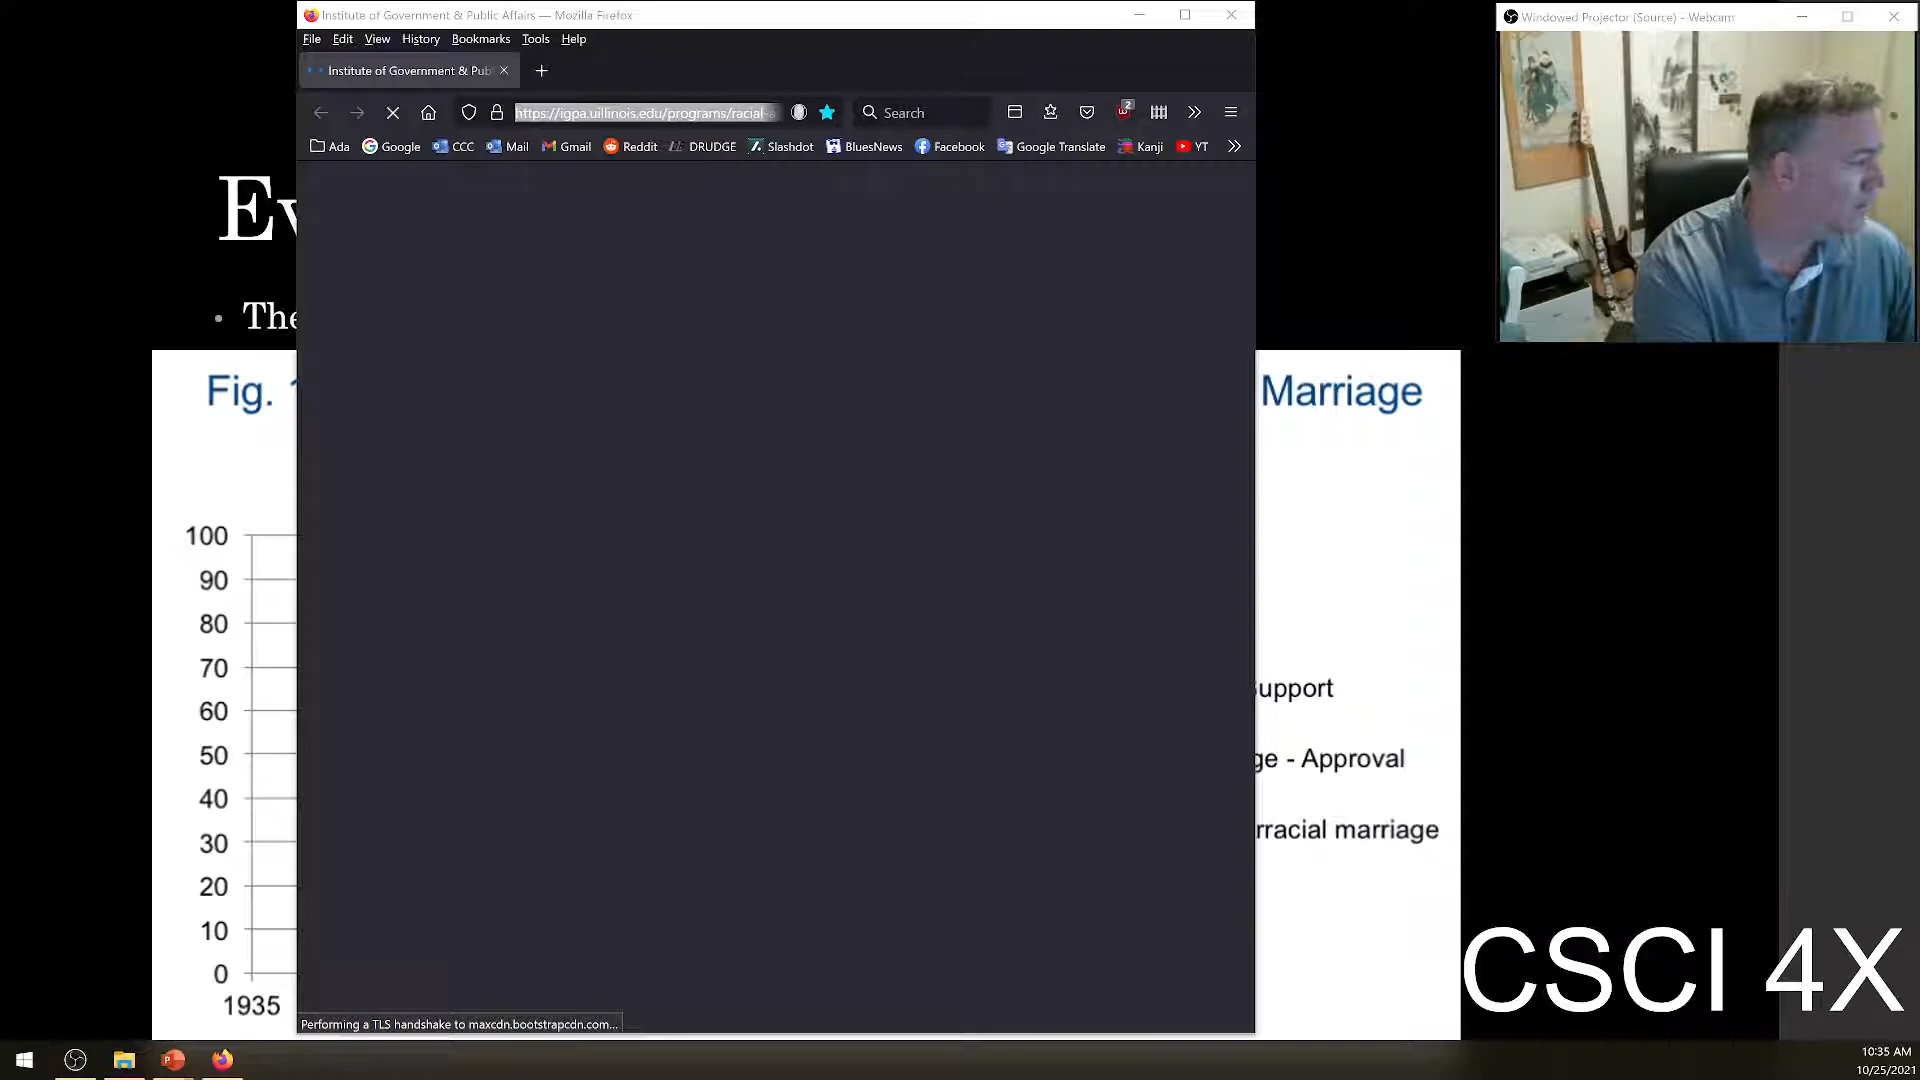 Institute of Government & Public Affairs — Mozilla Firefox
Windowed Projector (Source) - Webcam
File Edit View History Bookmarks Tools Help
Institute of Government & Pub
https://igpa.uillinois.edu/programs/racial-a
Search
2
Ada Google CCC Mail Gmail Reddit DRUDGE Slashdot BluesNews Facebook Google Translate Kanji YT
Ev
• The
Fig. 1
Marriage
100
90
80
70
60
50
40
30
20
10
0
1935
Support
ge - Approval
rracial marriage
CSCI 4X
Performing a TLS handshake to maxcdn.bootstrapcdn.com...
10:35 AM
10/25/2021